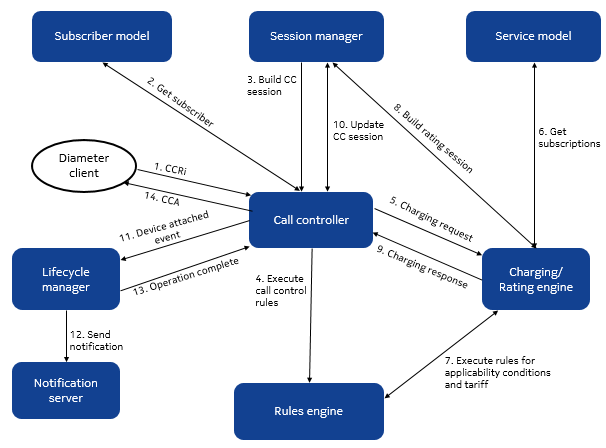 Subscriber model
Session manager
Service model
2. Get subscriber
3. Build CC
session
10. Update
CC session
8. Build rating session
6. Get
subscriptions
Diameter
client
1. CCRi
14. CCA
Call controller
5. Charging request
9. Charging response
11. Device attached
event
13. Operation complete
Lifecycle
manager
4. Execute
call control
rules
Charging/
Rating engine
12. Send
notification
7. Execute rules for
applicability conditions
and tariff
Notification
server
Rules engine